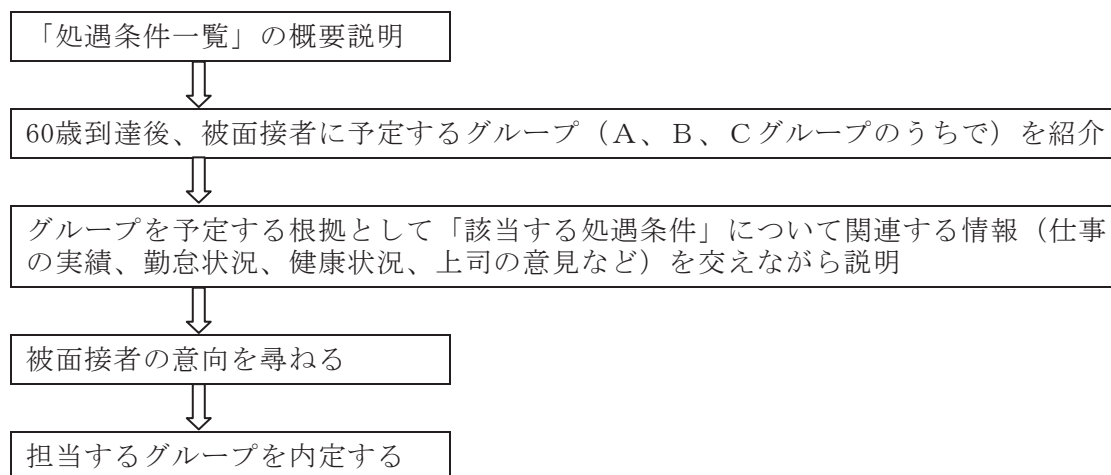 「処遇条件一覧」の概要説明
60歳到達後、被面接者に予定するグループ（A、B、Cグループのうちで）を紹介
グループを予定する根拠として「該当する処遇条件」について関連する情報（仕事
の実績、勤怠状況、健康状況、上司の意見など）を交えながら説明
被面接者の意向を尋ねる
担当するグループを内定する